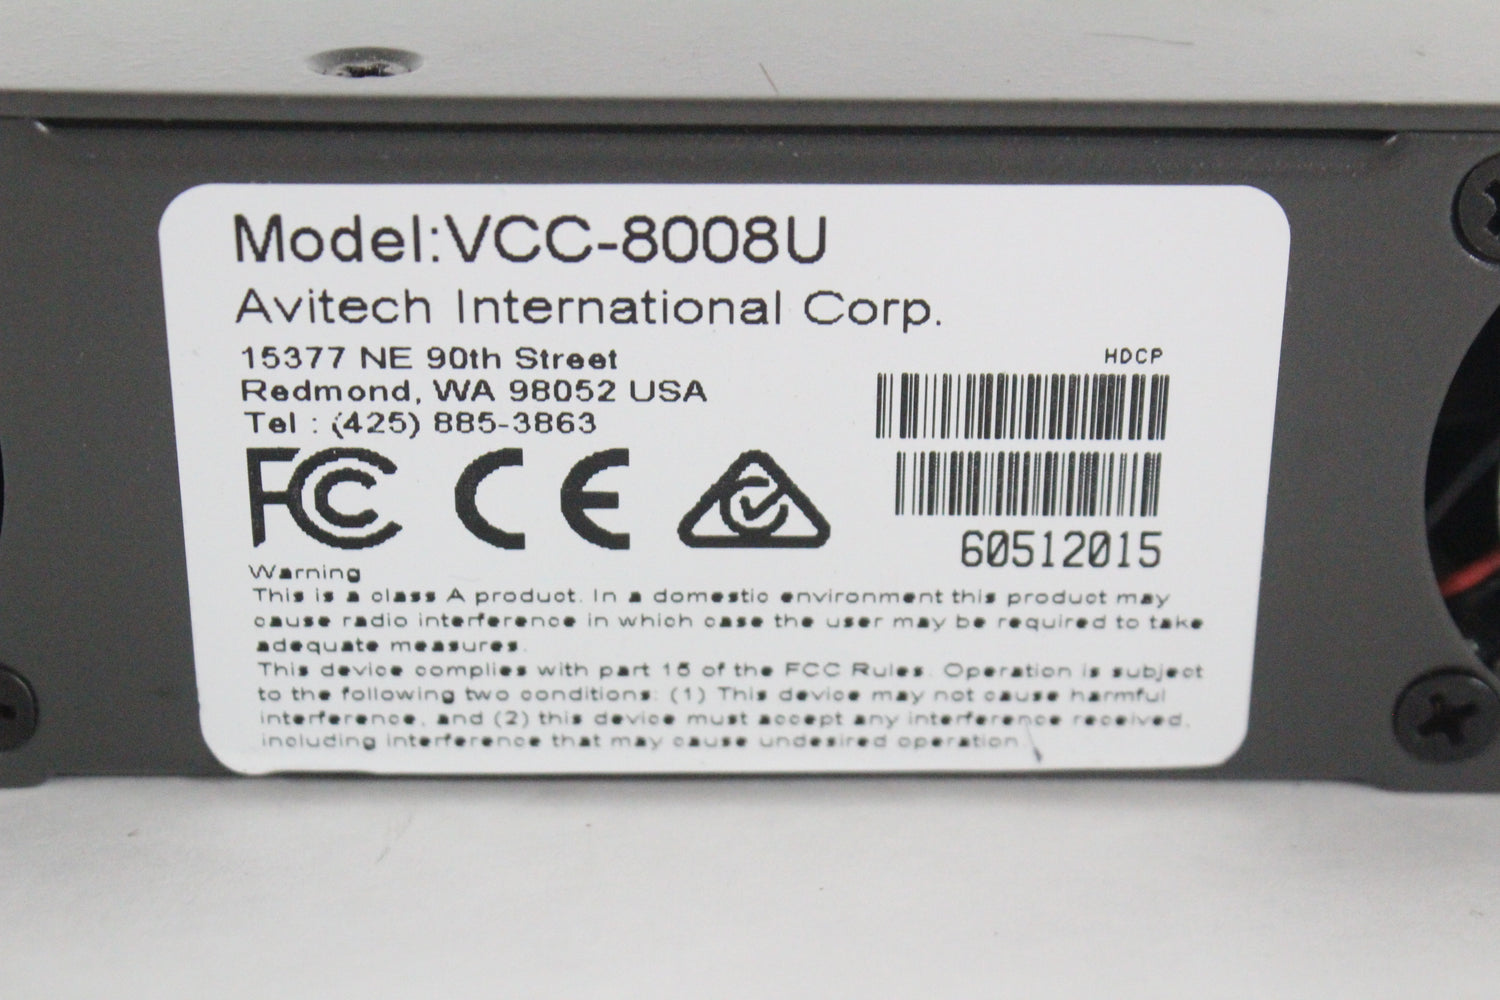 Model:VCC-8008U
Avitech International Corp.
15377 NE 90th Street
Redmond, WA 98052 USA
Tel : (425) 885-3863
HDCP
60512015
FC CE
Warning
This is a class A product. In a domestic environment this product may
cause radio interference in which case the user may be required to take
adequate measures.
This device complies with part 15 of the FCC Rules. Operation is subject
to the following two conditions: (1) This device may not cause harmful
interference, and (2) this device must accept any interference received,
including interference that may cause undesired operation.